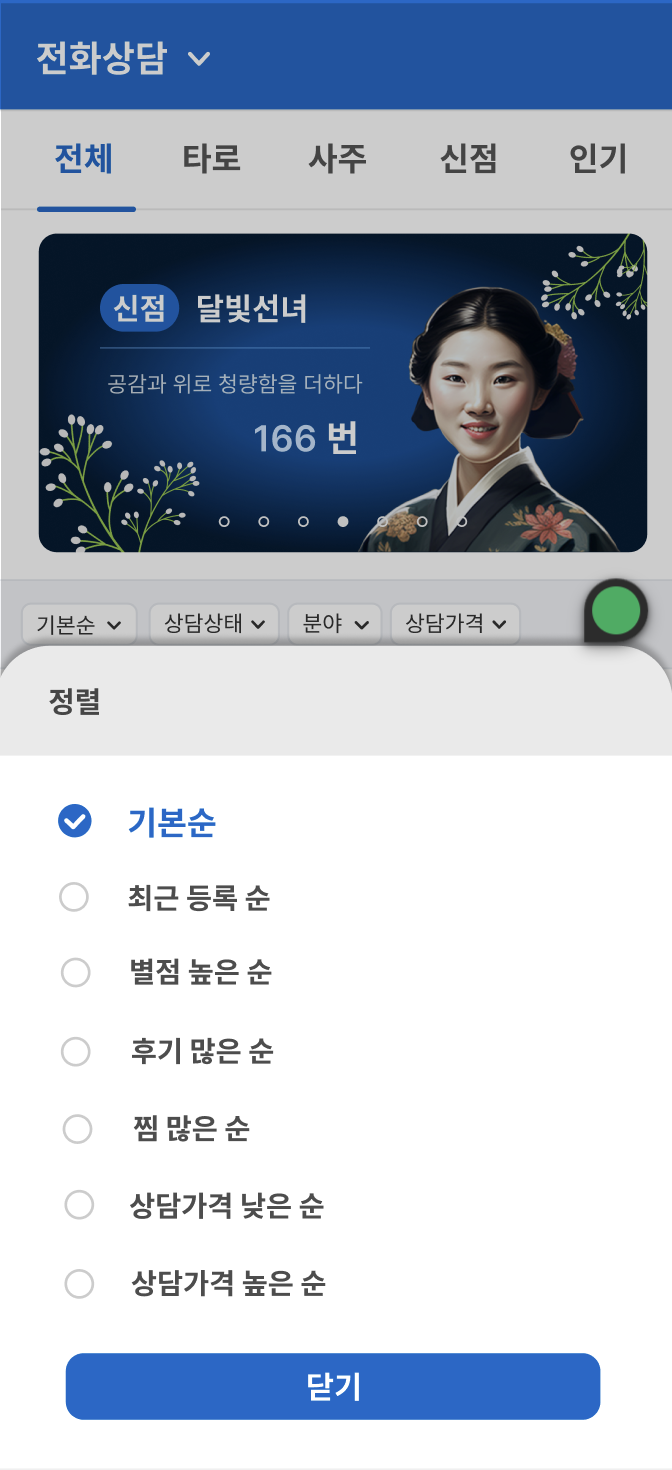 전화상담
전체 타로 사주 신점 인기
신점 달빛선녀
공감과 위로 청량함을 더하다
166 번
기본순 상담상태 분야 상담가격
정렬
기본순
최근 등록 순
별점 높은 순
후기 많은 순
찜 많은 순
상담가격 낮은 순
상담가격 높은 순
닫기